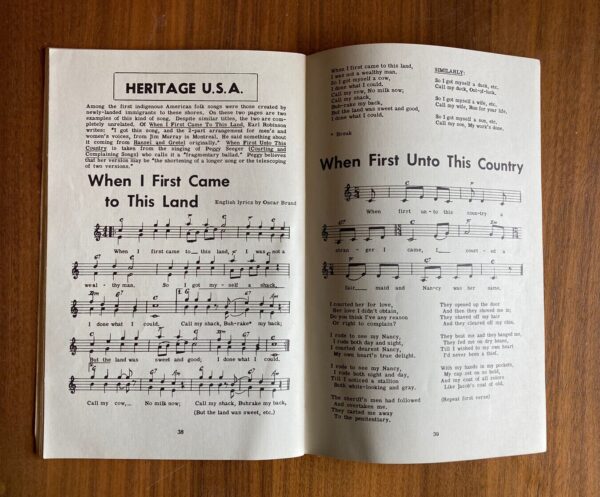 HERITAGE U.S.A.
Among the first indigenous American folk songs were those created by
newly-landed immigrants to these shores. On these two pages are two
examples of this kind of song. Despite similar titles, the two are com-
pletely unrelated. Of When I First Came To This Land, Earl Robinson
writes: "I got this song, and the 2-part arrangement for men's and
women's voices, from Jim Murray in Montreal. He said something about
it coming from Hansel and Gretel originally." When First Unto This
Country is taken from the singing of Peggy Seeger (Courting and
Complaining Songs) who calls it a "fragmentary ballad." Peggy believes
that her version may be "the shortening of a longer song or the telescoping
of two versions."
When I First Came
to This Land
English lyrics by Oscar Brand
When I first came to this land, I was not a
weal-thy man, So I got my-self a shack,
I done what I could. Call my shack, Buh-rake* my back;
But the land was sweet and good; I done what I could.
Call my cow, No milk now; Call my shack, Buhrake my back,
(But the land was sweet, etc.)
38
When I first came to this land,
I was not a wealthy man,
So I got myself a cow,
I done what I could.
Call my cow, No milk now;
Call my shack,
Buh-rake my back;
But the land was sweet and good,
I done what I could!
* Break
SIMILARLY:
So I got myself a duck, etc.
Call my duck, Out-of-luck.
So I got myself a wife, etc.
Call my wife, Run for your life.
So I got myself a son, etc.
Call my son, My work's done.
When First Unto This Country
When first un-to this coun-try a
stran-ger I came, I court-ed a
fair maid and Nancy was her name.
I courted her for love,
Her love I didn't obtain,
Do you think I've any reason
Or right to complain?
I rode to see my Nancy,
I rode both day and night,
I courted dearest Nancy,
My own heart's true delight.
I rode to see my Nancy,
I rode both night and day,
Till I noticed a stallion
Both white-looking and gray.
The sheriff's men had followed
And overtaken me,
They carted me away
To the penitentiary.
They opened up the door
And then they shoved me in;
They shaved off my hair
And they cleared off my chin.
They beat me and they banged me,
They fed me on dry beans,
Till I wished to my own heart
I'd never been a thief.
With my hands in my pockets,
My cap set on so bold,
And my coat of all colors
Like Jacob's coat of old.
(Repeat first verse)
39